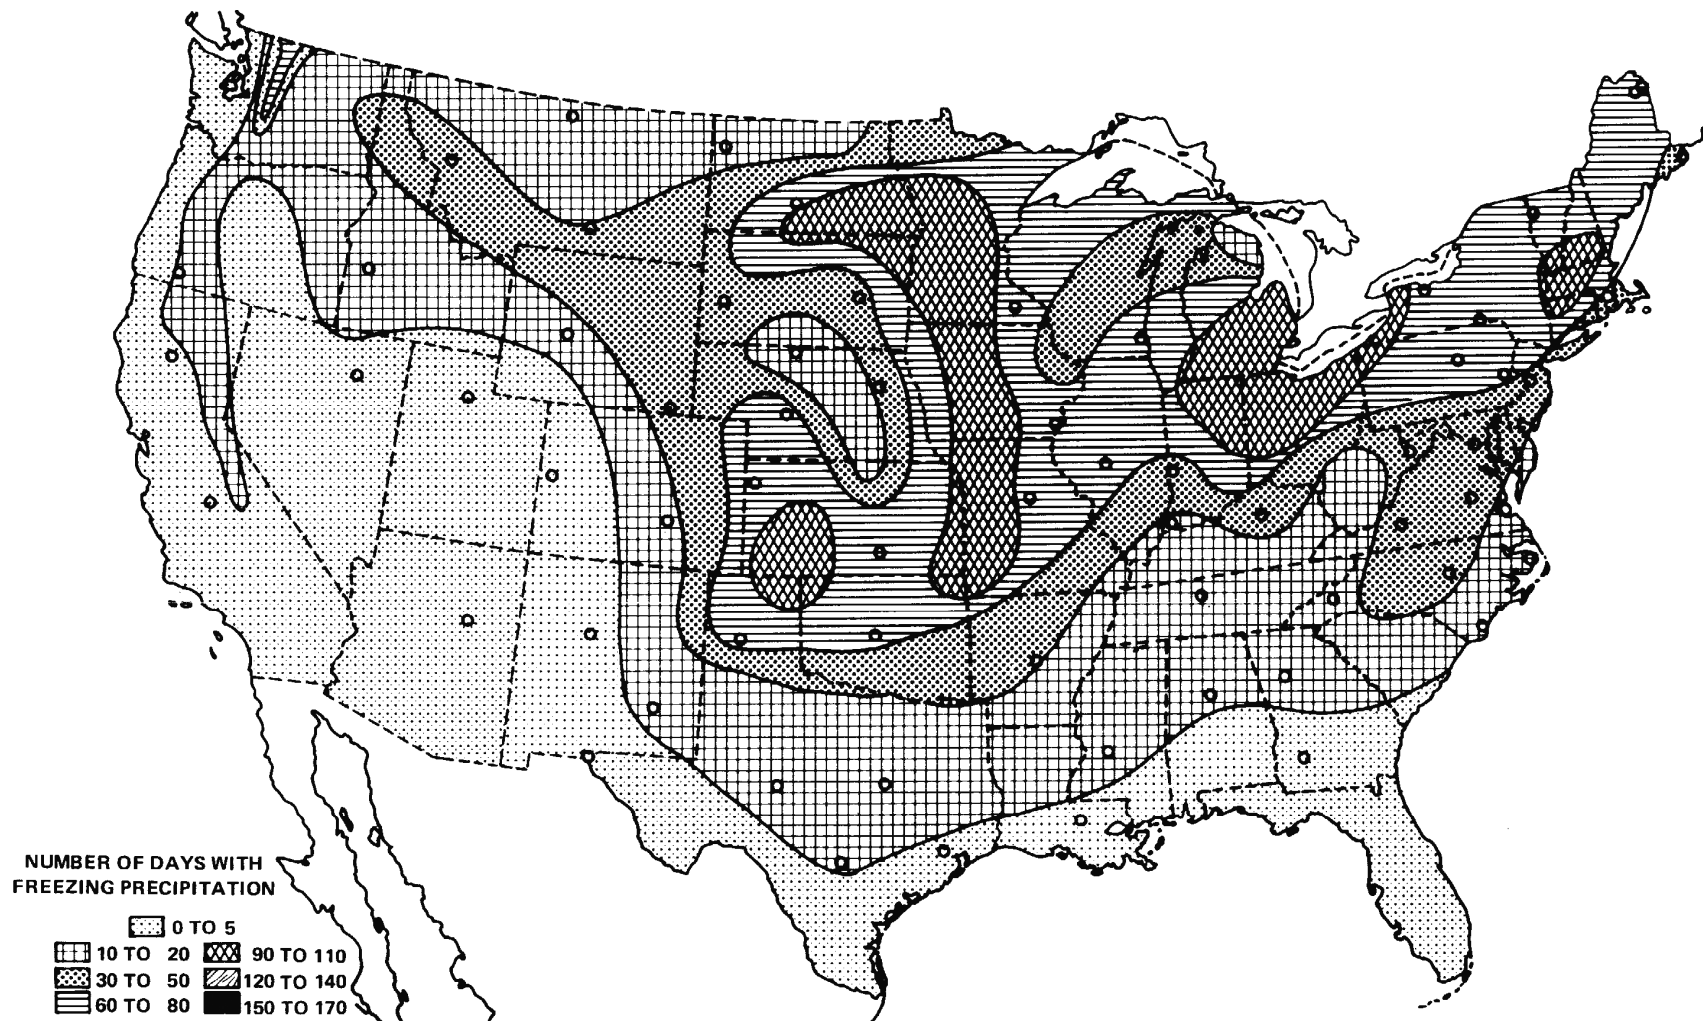 NUMBER OF DAYS WITH
FREEZING PRECIPITATION
0 TO 5
10 TO 20
90 TO 110
30 TO 50
120 TO 140
60 TO 80
150 TO 170